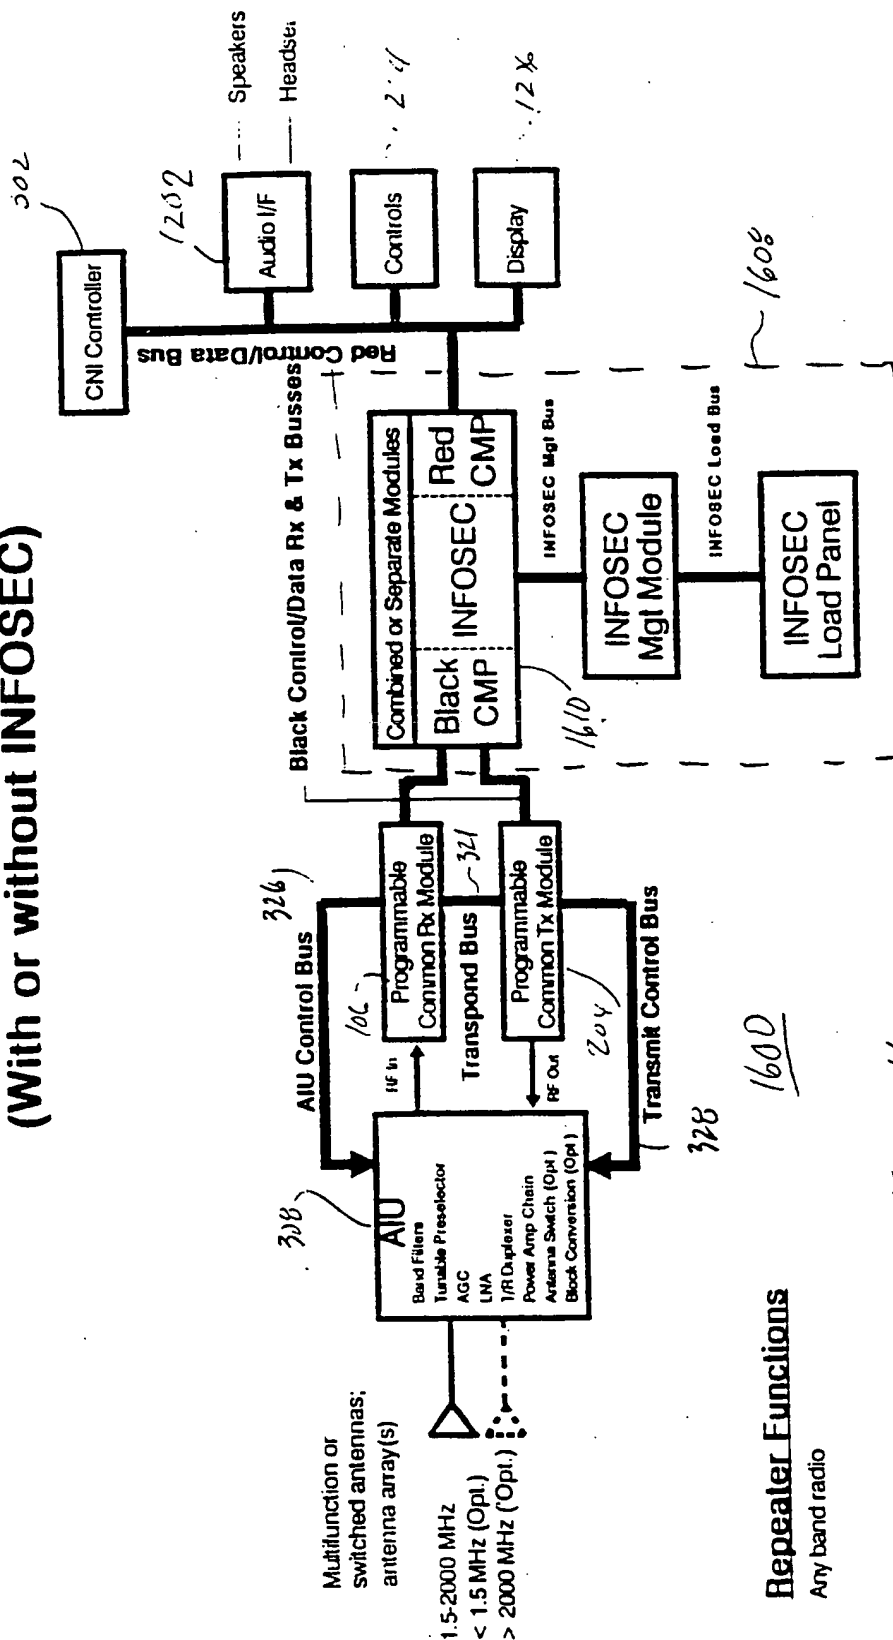 (With or without INFOSEC)
302
CNI Controller
1202
Audio I/F
Speakers
Controls
Display
Red Control/Data Bus
Black Control/Data Rx & Tx Busses
Combined or Separate Modules
Black
CMP
INFOSEC
Red
CMP
1610
INFOSEC Mgt Bus
INFOSEC
Mgt Module
INFOSEC Load Bus
INFOSEC
Load Panel
1608
AIU Control Bus
326
106
Programmable
Common Rx Module
RF In
Transpond Bus
321
Programmable
Common Tx Module
204
RF Out
Transmit Control Bus
328
308
AIU
Band Filters
Tunable Preselector
AGC
LNA
T/R Duplexer
Power Amp Chain
Antenna Switch (Opt)
Block Conversion (Opt)
Multifunction or
switched antennas;
antenna array(s)
1.5-2000 MHz
< 1.5 MHz (Opt.)
> 2000 MHz (Opt.)
1600
Repeater Functions
Any band radio